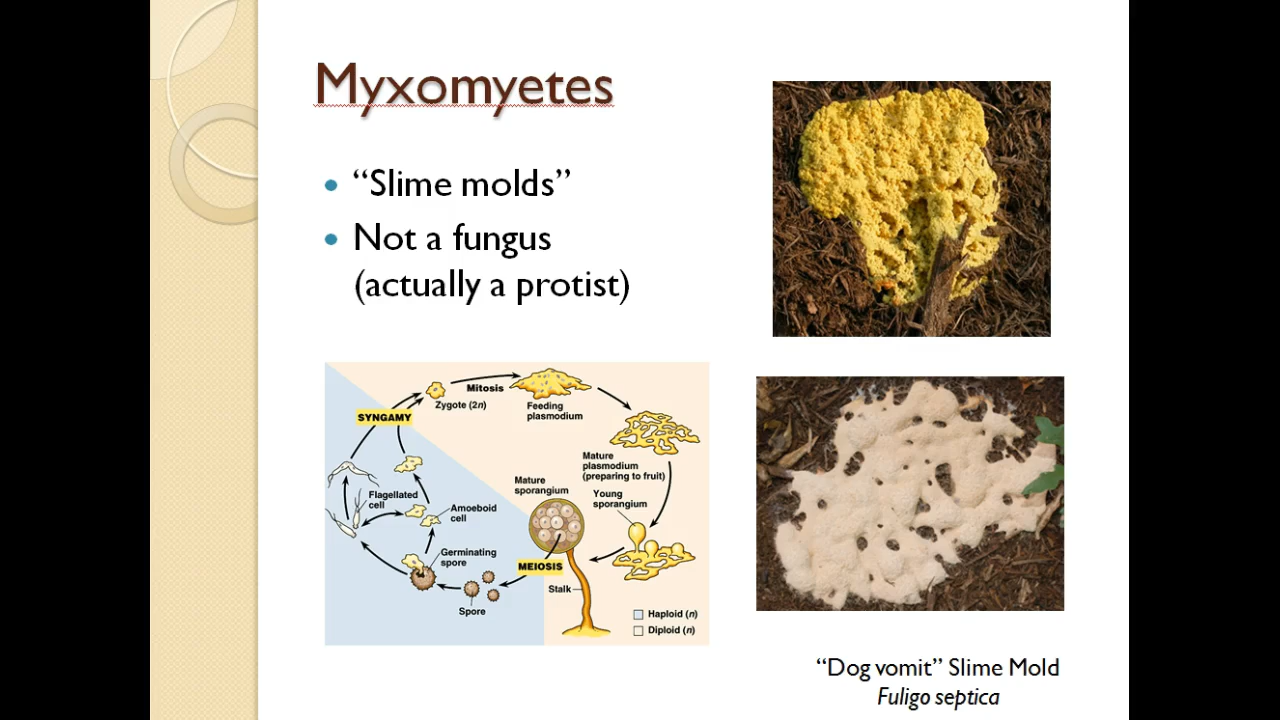 Myxomyetes
“Slime molds”
Not a fungus
(actually a protist)
Mitosis
Zygote (2n)
Feeding
plasmodium
SYNGAMY
Mature
plasmodium
(preparing to fruit)
Mature
sporangium
Young
sporangium
Flagellated
cell
Amoeboid
cell
Germinating
spore
MEIOSIS
Stalk
Spore
Haploid (n)
Diploid (n)
“Dog vomit” Slime Mold
Fuligo septica